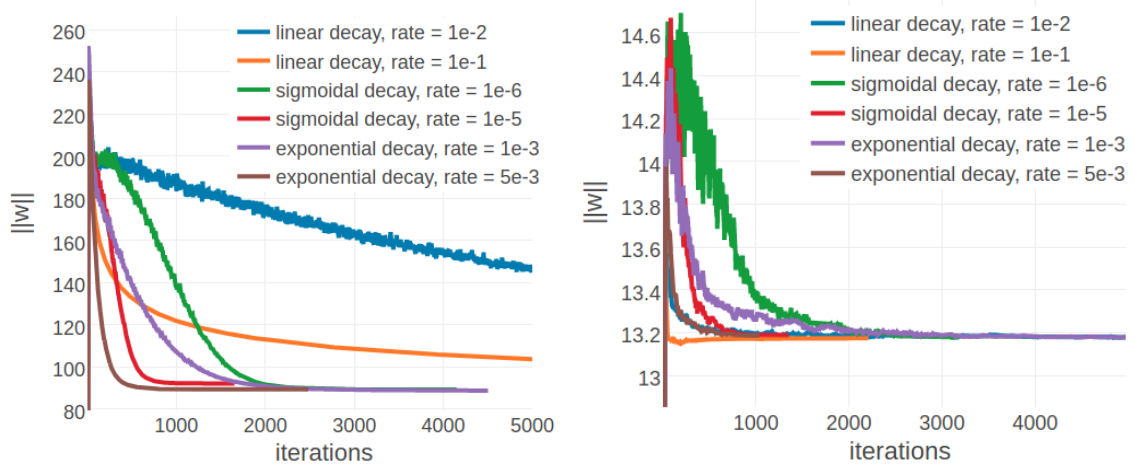 260
240
220
200
180
160
140
120
100
80
||w||
1000
2000
3000
4000
5000
iterations
linear decay, rate = 1e-2
linear decay, rate = 1e-1
sigmoidal decay, rate = 1e-6
sigmoidal decay, rate = 1e-5
exponential decay, rate = 1e-3
exponential decay, rate = 5e-3
14.6
14.4
14.2
14
13.8
13.6
13.4
13.2
13
||w||
1000
2000
3000
4000
iterations
linear decay, rate = 1e-2
linear decay, rate = 1e-1
sigmoidal decay, rate = 1e-6
sigmoidal decay, rate = 1e-5
exponential decay, rate = 1e-3
exponential decay, rate = 5e-3